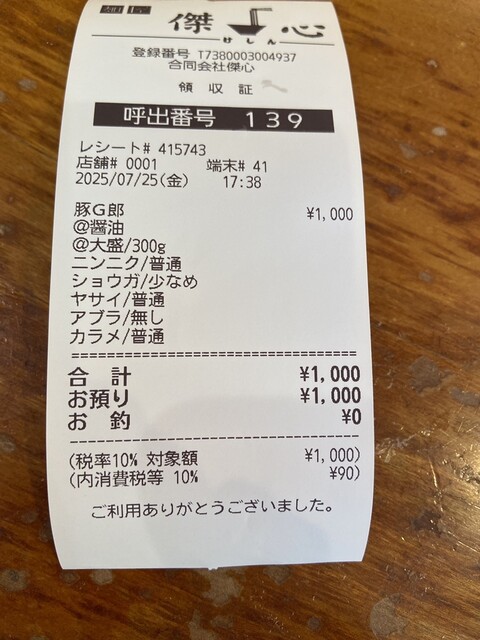 傑心
けしん
登録番号 T7380003004937
合同会社傑心
領収証
呼出番号 139
レシート# 415743
店舗# 0001 端末# 41
2025/07/25(金) 17:38
豚G郎 ¥1,000
@醤油
@大盛/300g
ニンニク/普通
ショウガ/少なめ
ヤサイ/普通
アブラ/無し
カラメ/普通
合計 ¥1,000
お預り ¥1,000
お釣 ¥0
(税率10% 対象額 ¥1,000)
(内消費税等 10% ¥90)
ご利用ありがとうございました。